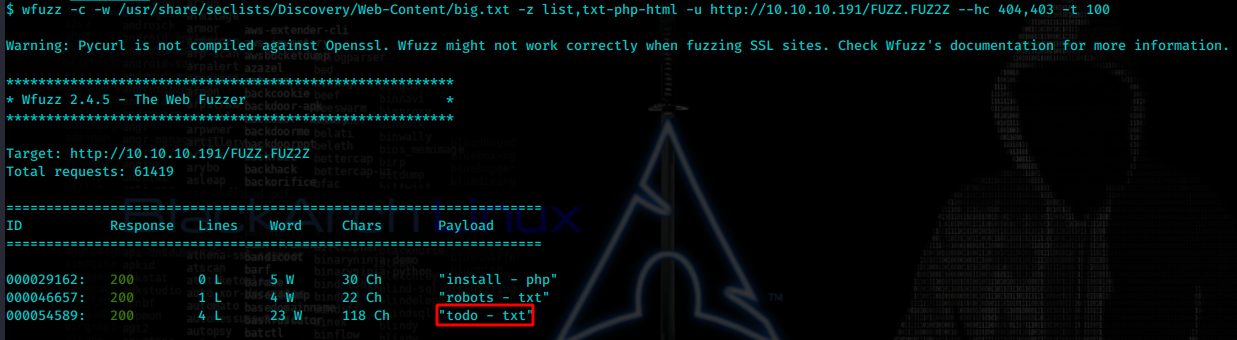 $ wfuzz -c -w /usr/share/seclists/Discovery/Web-Content/big.txt -z list,txt-php-html -u http://10.10.10.191/FUZZ.FUZ2Z --hc 404,403 -t 100
Warning: Pycurl is not compiled against Openssl. Wfuzz might not work correctly when fuzzing SSL sites. Check Wfuzz's documentation for more information.
********************************************************
* Wfuzz 2.4.5 - The Web Fuzzer                         *
********************************************************
Target: http://10.10.10.191/FUZZ.FUZ2Z
Total requests: 61419
===================================================================
ID           Response   Lines    Word     Chars       Payload
===================================================================
000029162:   200        0 L      5 W      30 Ch       "install - php"
000046657:   200        1 L      4 W      22 Ch       "robots - txt"
000054589:   200        4 L      23 W     118 Ch      "todo - txt"
BlackArch Linux